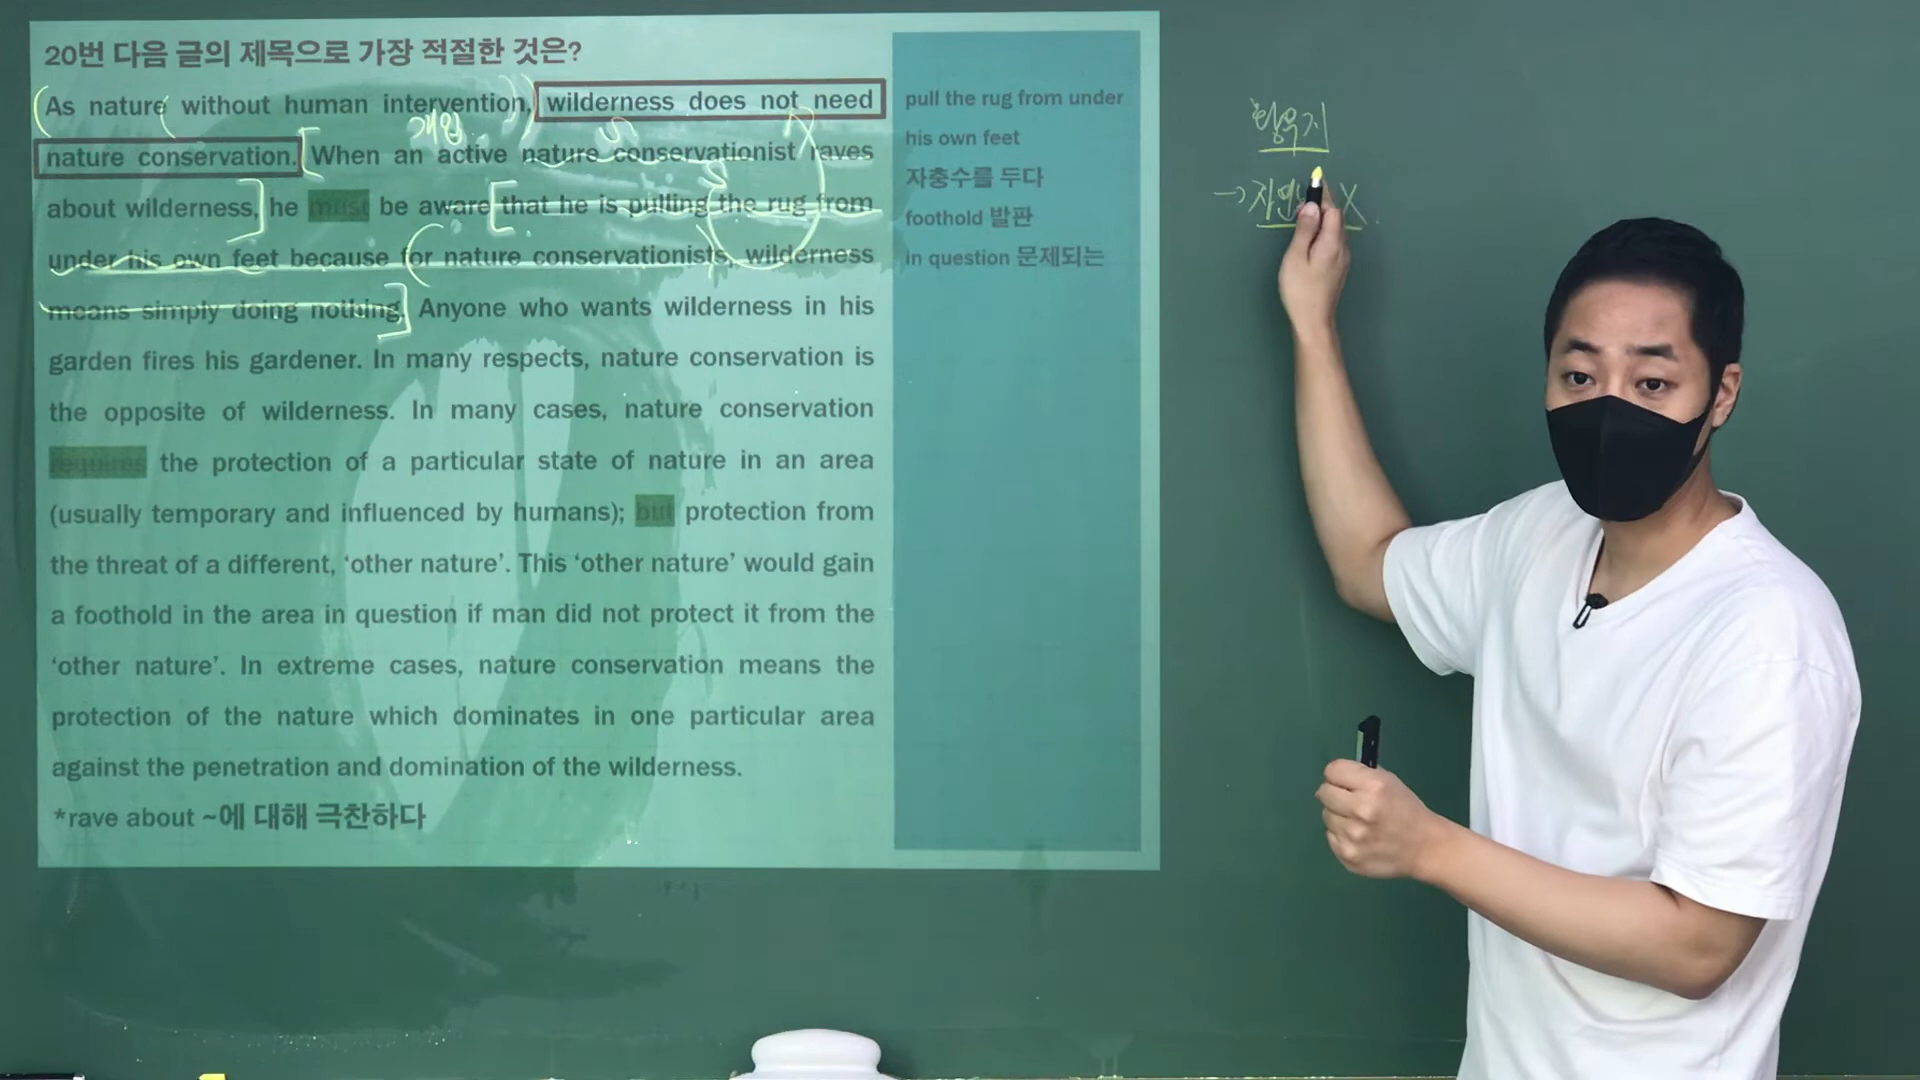 20번 다음 글의 제목으로 가장 적절한 것은?
As nature without human intervention, wilderness does not need
nature conservation. When an active nature conservationist raves
about wilderness, he must be aware that he is pulling the rug from
under his own feet because for nature conservationists, wilderness
means simply doing nothing. Anyone who wants wilderness in his
garden fires his gardener. In many respects, nature conservation is
the opposite of wilderness. In many cases, nature conservation
requires the protection of a particular state of nature in an area
(usually temporary and influenced by humans); but protection from
the threat of a different, ‘other nature’. This ‘other nature’ would gain
a foothold in the area in question if man did not protect it from the
‘other nature’. In extreme cases, nature conservation means the
protection of the nature which dominates in one particular area
against the penetration and domination of the wilderness.
*rave about ~에 대해 극찬하다
pull the rug from under
his own feet
자충수를 두다
foothold 발판
in question 문제되는
개입
S
S
황무지